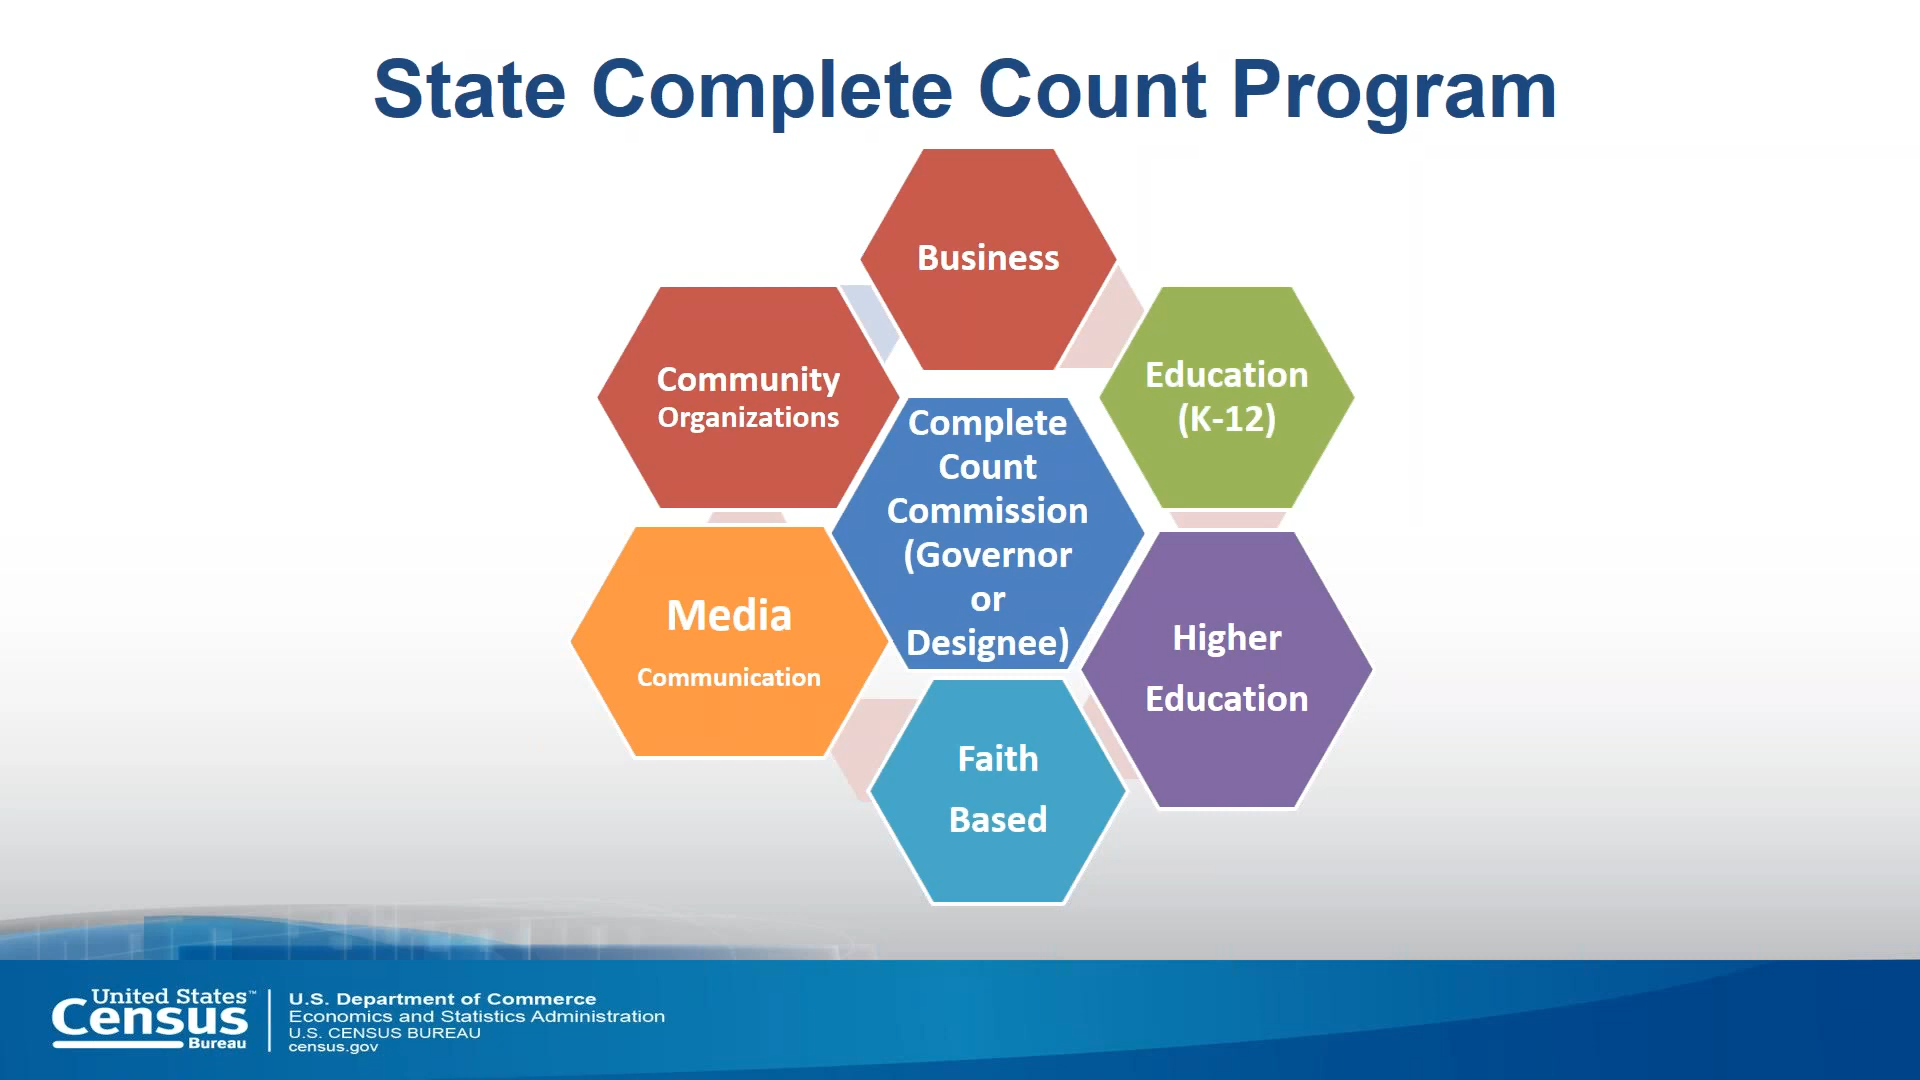 State Complete Count Program
Business
Community
Organizations
Education
(K-12)
Complete
Count
Commission
(Governor
or
Designee)
Media
Communication
Higher
Education
Faith
Based
United States™
Census
Bureau
U.S. Department of Commerce
Economics and Statistics Administration
U.S. CENSUS BUREAU
census.gov